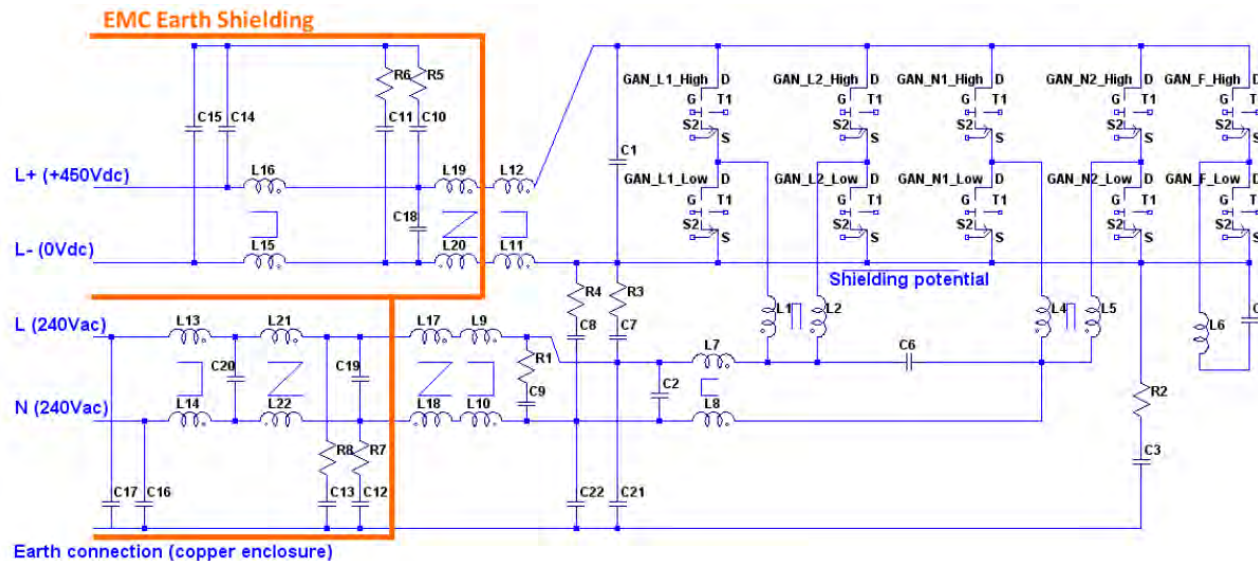 EMC Earth Shielding
GAN_L1_High D
GAN_L2_High D
GAN_N1_High D
GAN_N2_High D
GAN_F_High D
R6 R5
G T1
G T1
G T1
G T1
G T1
C15 C14 C11 C10
S2 S
S2 S
S2 S
S2 S
S2 S
C1
L+ (+450Vdc)
L16 L19 L12
GAN_L1_Low D
GAN_L2_Low D
GAN_N1_Low D
GAN_N2_Low D
GAN_F_Low D
G T1
G T1
G T1
G T1
G T1
C18
S2 S
S2 S
S2 S
S2 S
S2 S
L- (0Vdc)
L15 L20 L11
Shielding potential
R4 R3
L1 L2 L4 L5 L6
C8 C7
L (240Vac)
L13 L21 L17 L9
C20 C19 R1 L7 C6
C9 C2
N (240Vac)
L14 L22 L18 L10 L8
R2
R8 R7
C3
C17 C16 C13 C12 C22 C21
Earth connection (copper enclosure)